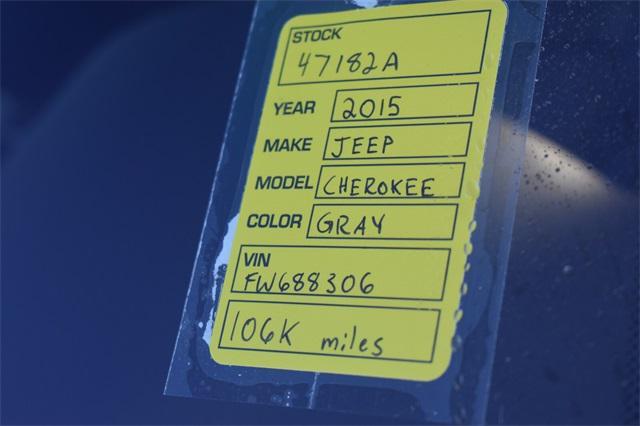 STOCK
47182A
YEAR 2015
MAKE JEEP
MODEL CHEROKEE
COLOR GRAY
VIN
FW688306
106K miles